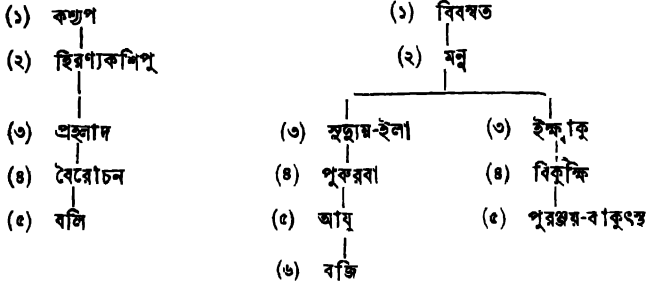 (১) কশ্যপ (১) বিবস্বত
(২) হিরণ্যকশিপু (২) মনু
(৩) প্রহ্লাদ (৩) সুদ্যুম্ন-ইলা (৩) ইক্ষ্বাকু
(৪) বৈরোচন (৪) পুরূরবা (৪) বিকুক্ষি
(৫) বলি (৫) আয়ু (৫) পুরঞ্জয়-বাকুৎস্থ
(৬) বজি